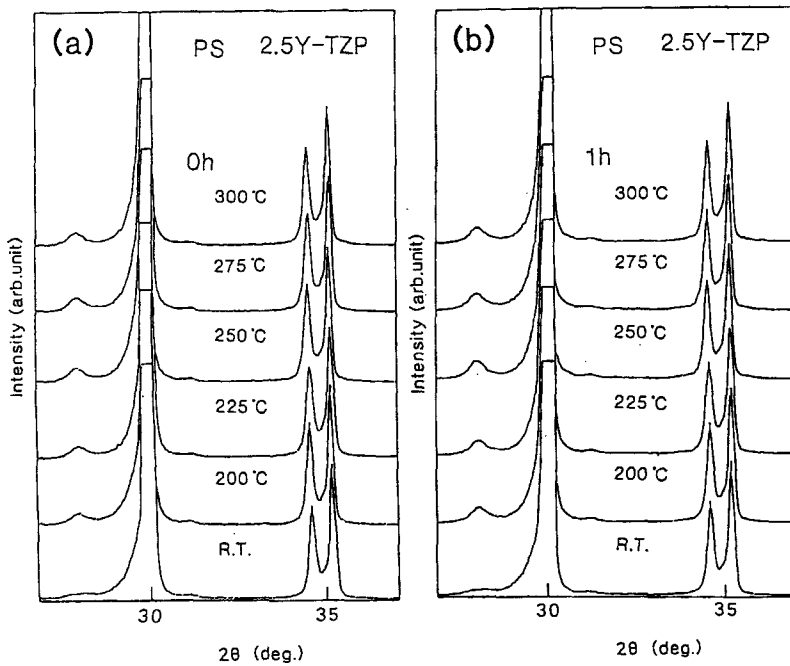 (a) PS 2.5Y-TZP
0h
300℃
275℃
250℃
225℃
200℃
R.T.
Intensity (arb.unit)
30 35
2θ (deg.)
(b) PS 2.5Y-TZP
1h
300℃
275℃
250℃
225℃
200℃
R.T.
Intensity (arb.unit)
30 35
2θ (deg.)